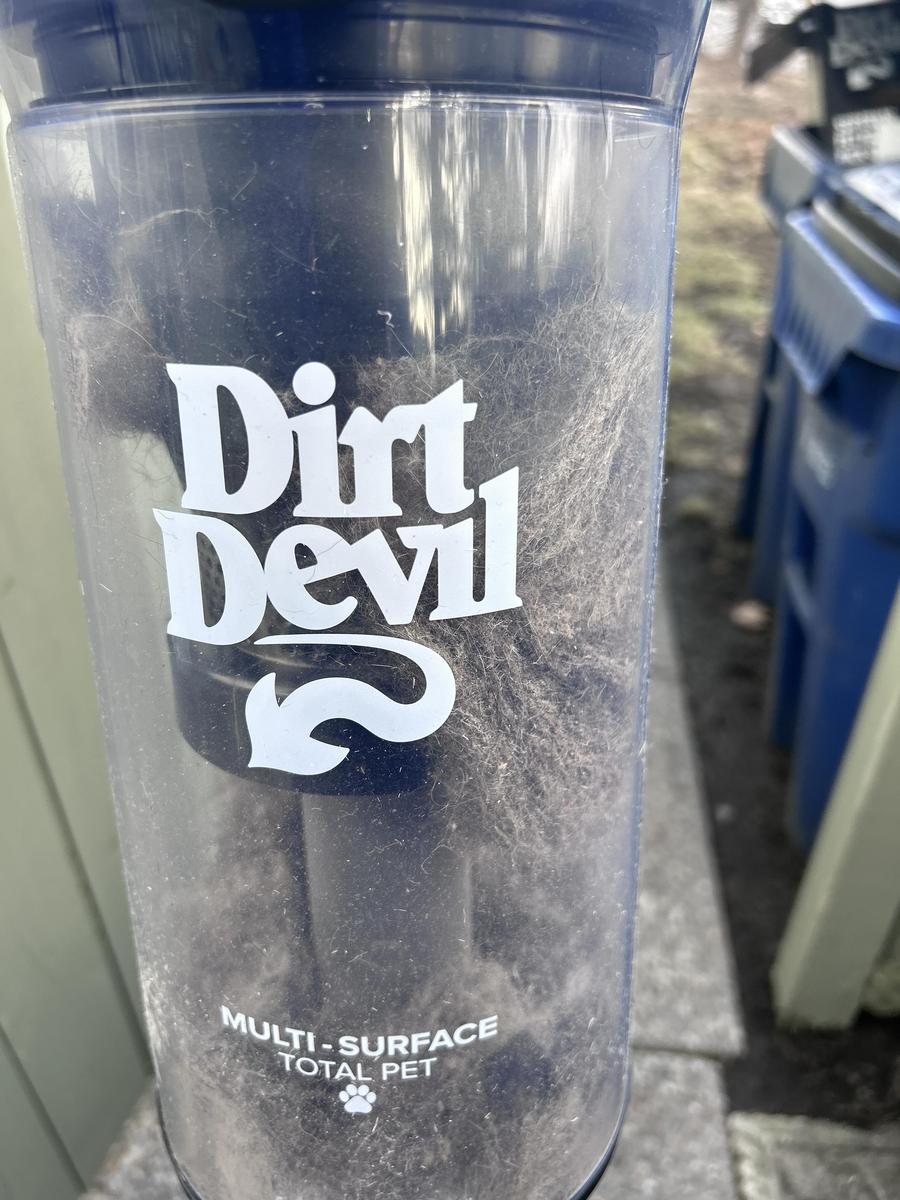 Dirt
Devil
MULTI-SURFACE
TOTAL PET